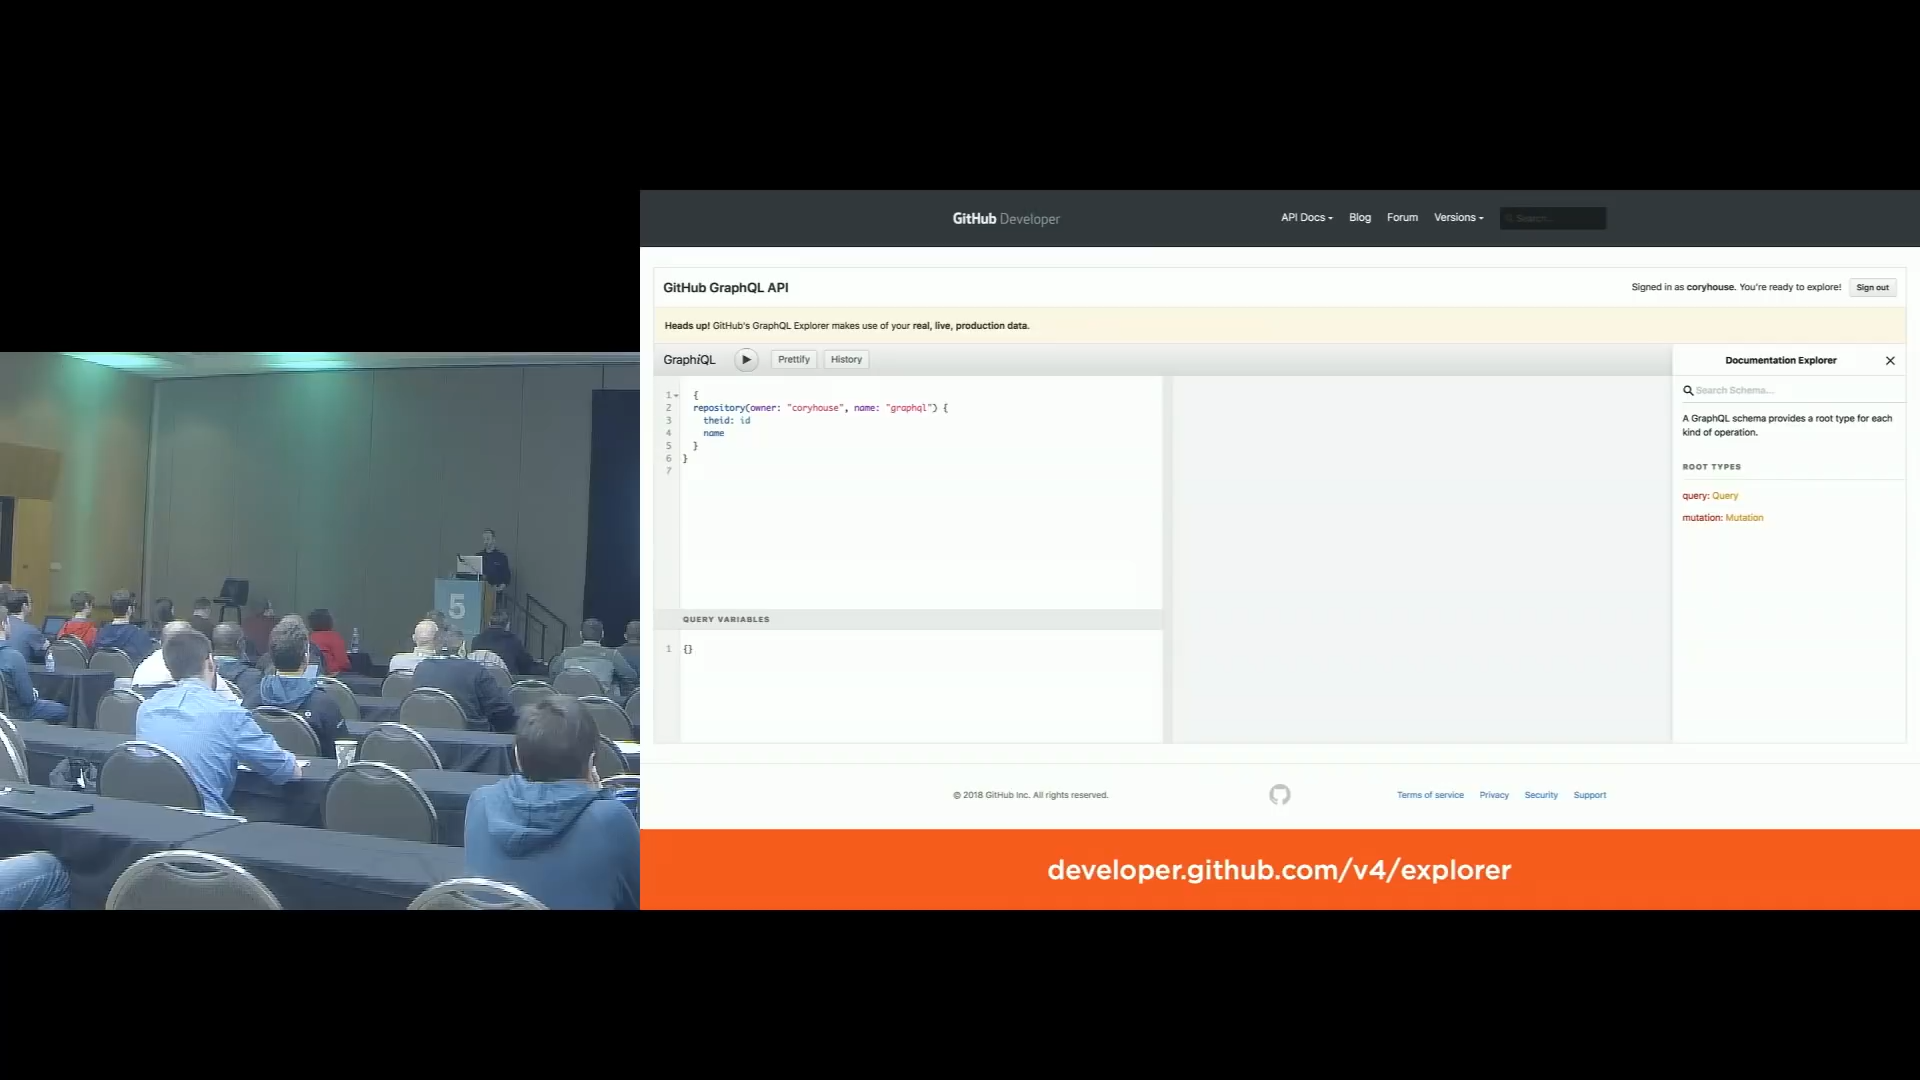 GitHub Developer
API Docs
Blog
Forum
Versions
Search...
GitHub GraphQL API
Signed in as coryhouse. You're ready to explore!
Sign out
Heads up! GitHub's GraphQL Explorer makes use of your real, live, production data.
GraphiQL
Prettify
History
Documentation Explorer
Search Schema...
A GraphQL schema provides a root type for each
kind of operation.
ROOT TYPES
query: Query
mutation: Mutation
1 {
2 repository(owner: "coryhouse", name: "graphql") {
3 theid: id
4 name
5 }
6 }
7
QUERY VARIABLES
1 {}
5
© 2018 GitHub Inc. All rights reserved.
Terms of service
Privacy
Security
Support
developer.github.com/v4/explorer